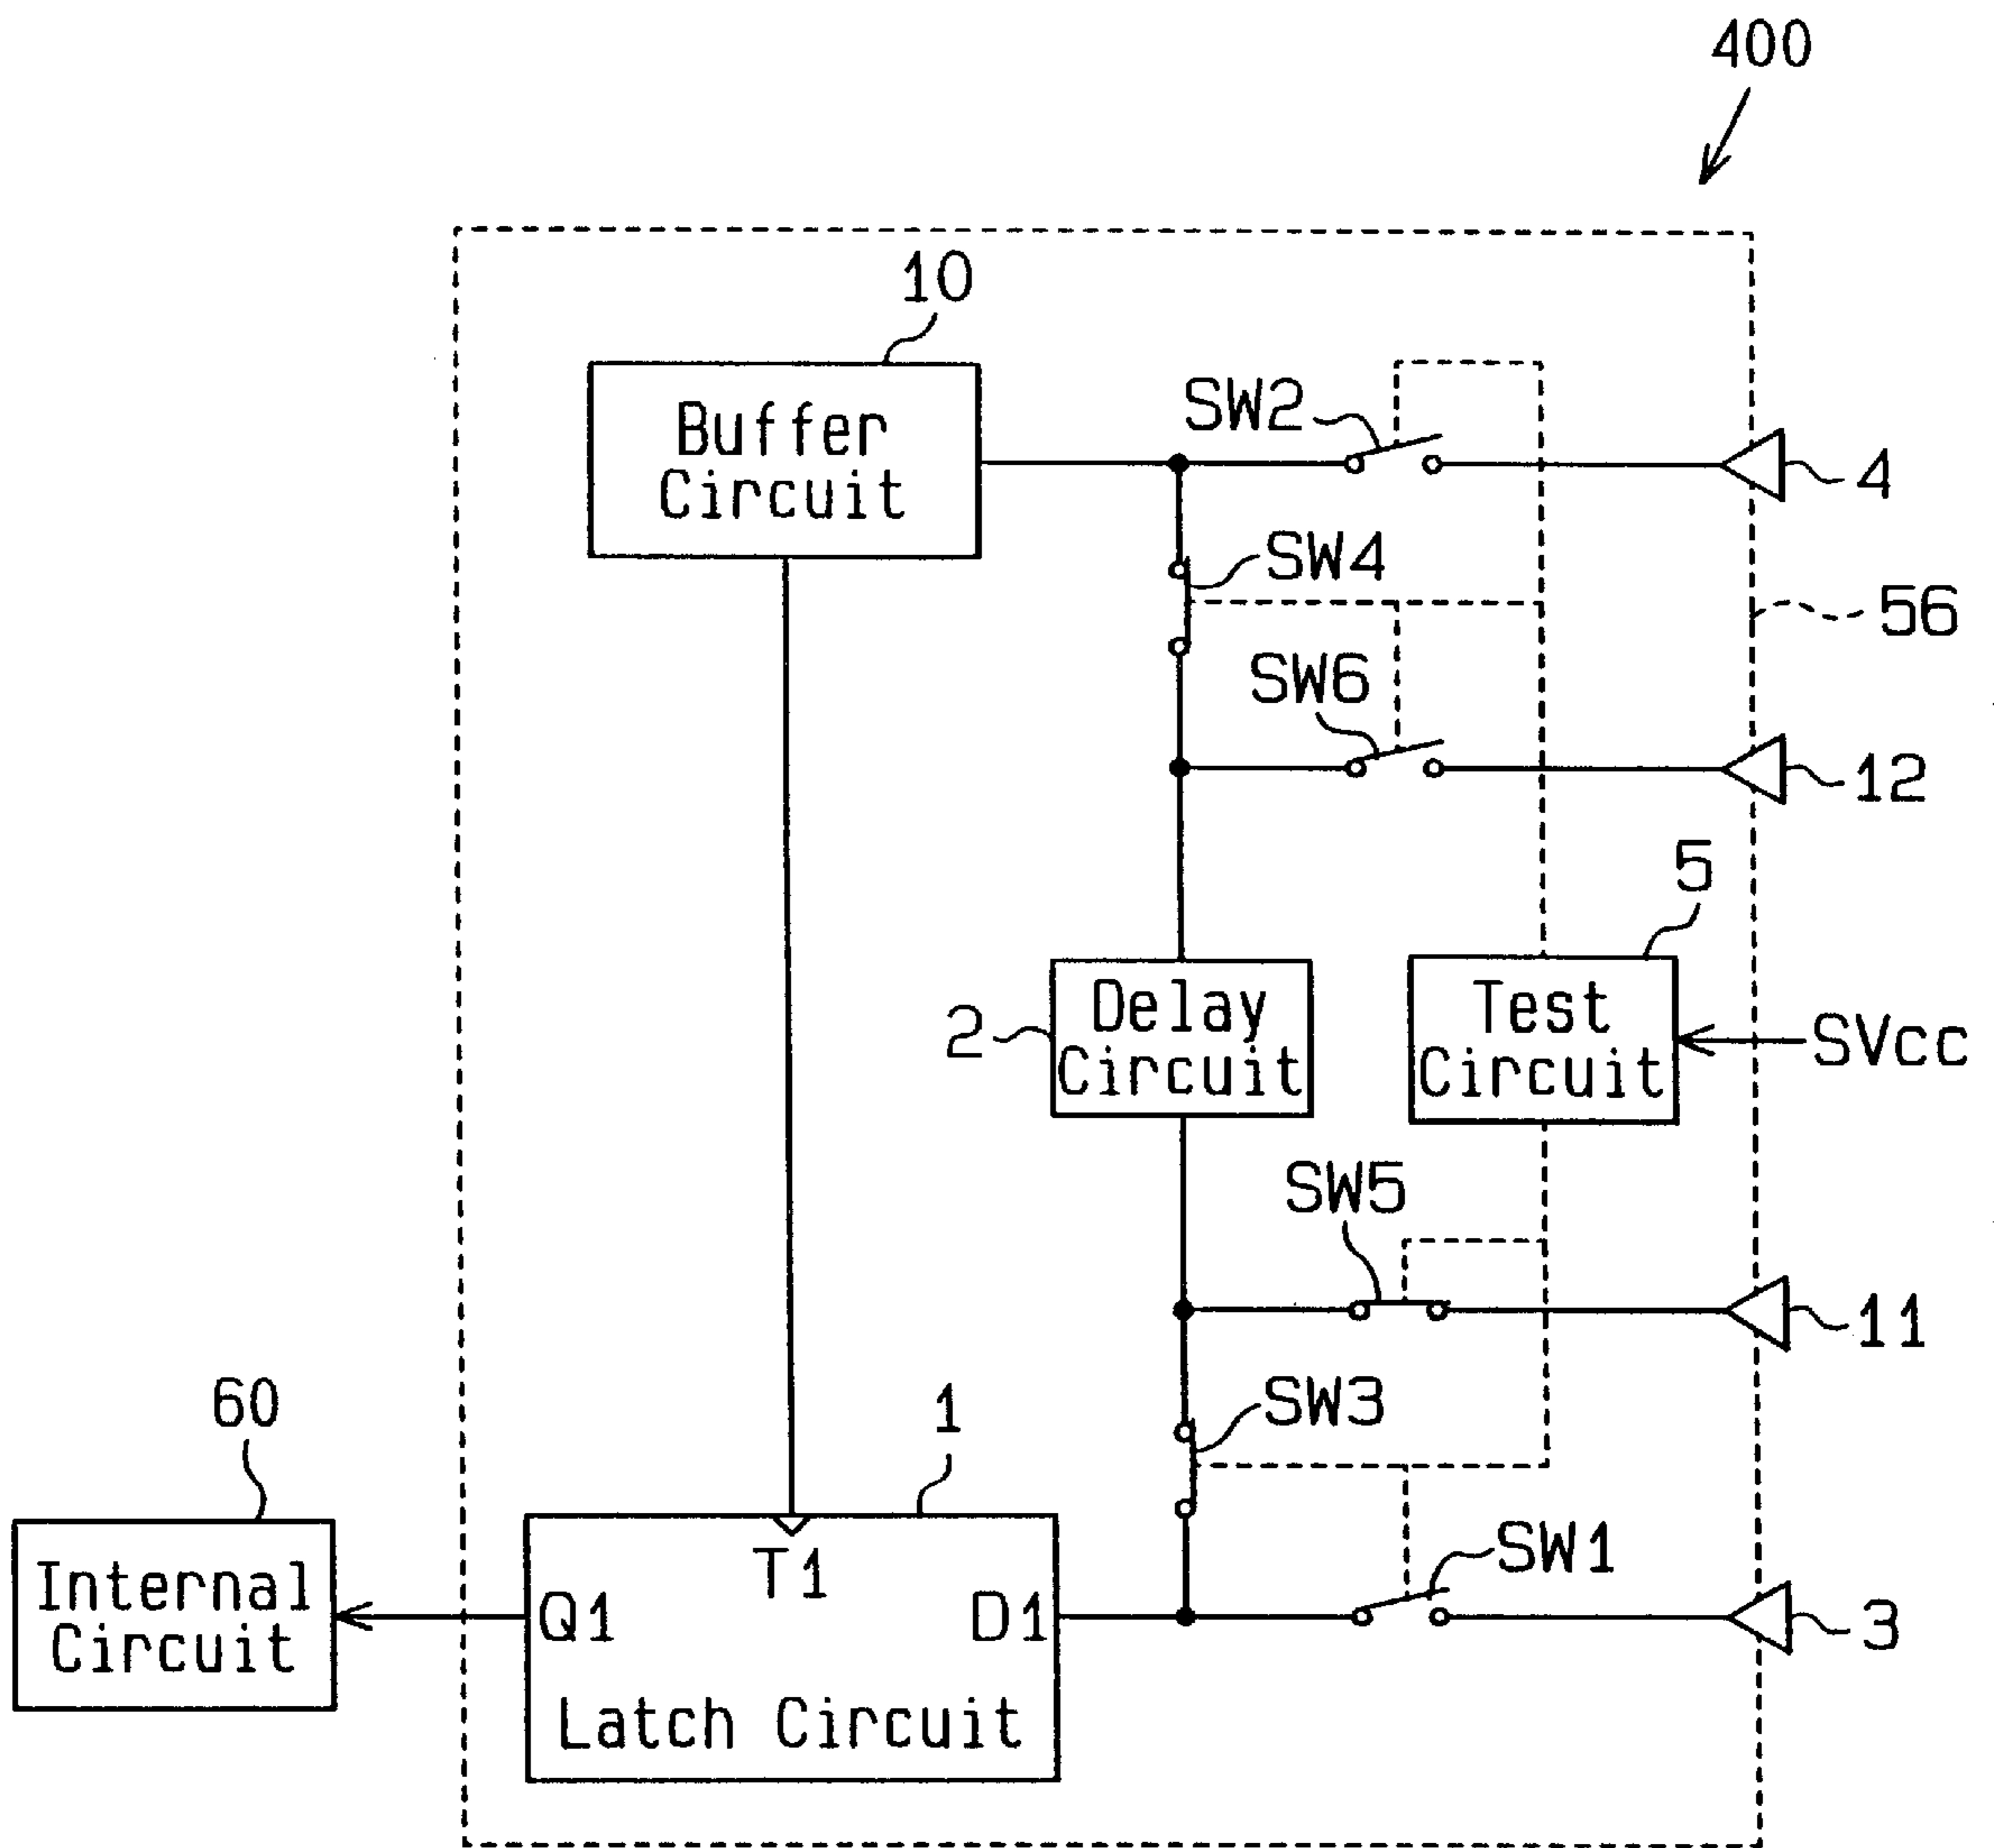 400
10
Buffer
Circuit
SW2
4
SW4
56
SW6
12
5
2
Delay
Circuit
Test
Circuit
SVcc
SW5
11
60
1
SW3
Internal
Circuit
T1
Q1
D1
SW1
3
Latch Circuit